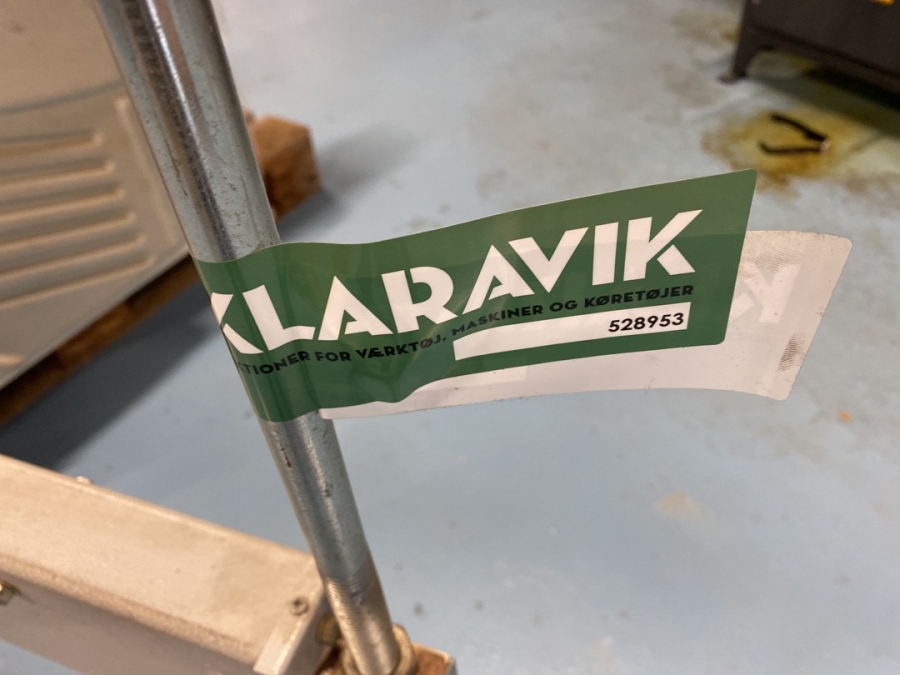 KLARAVIK
TIONER FOR VÆRKTØJ, MASKINER OG KØRETØJER
528953